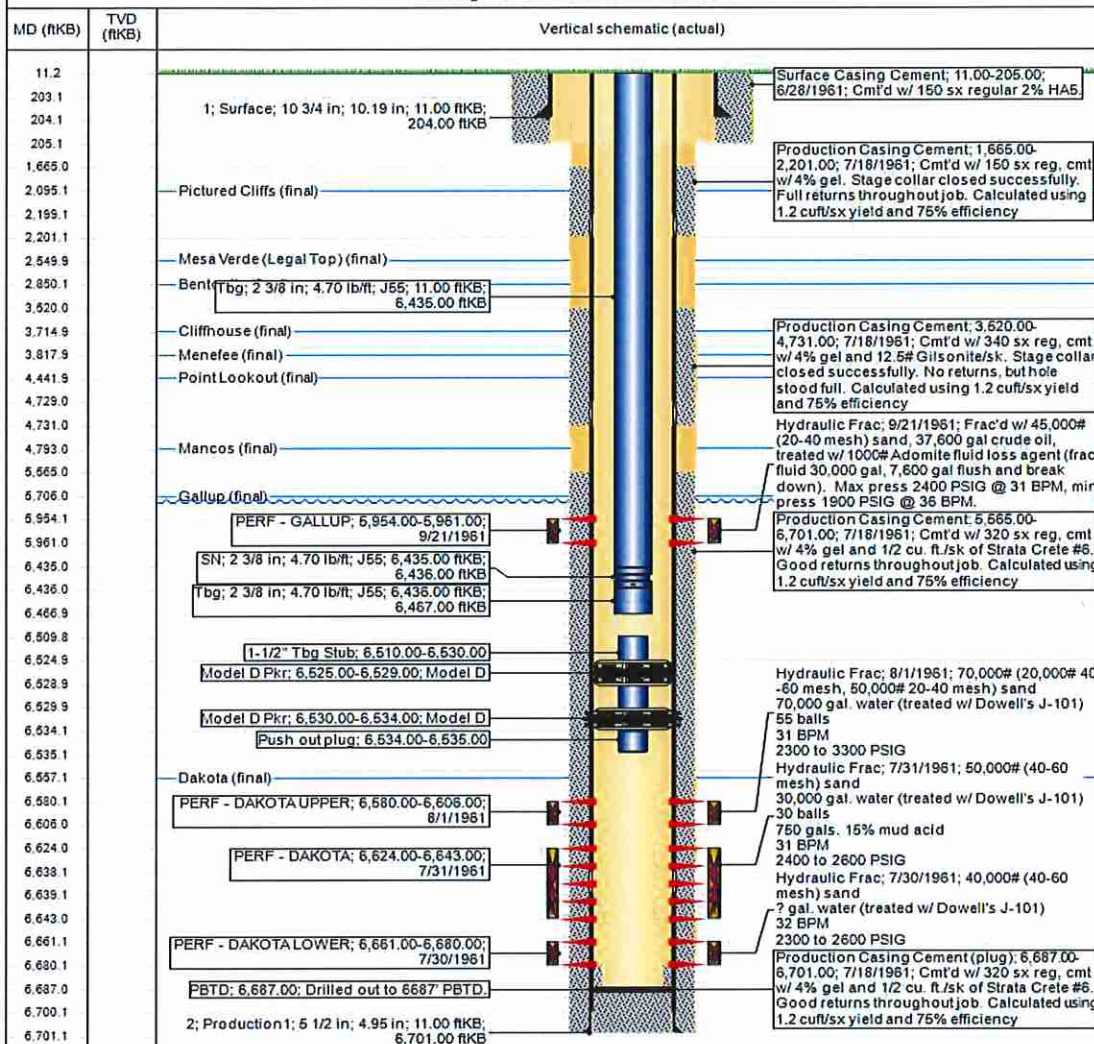 MD (ftKB)
TVD
(ftKB)
Vertical schematic (actual)
11.2
203.1
204.1
205.1
1,665.0
2,095.1
2,199.1
2,201.1
2,549.9
2,850.1
3,520.0
3,714.9
3,817.9
4,441.9
4,729.0
4,731.0
4,793.0
5,565.0
5,706.0
5,954.1
5,961.0
6,435.0
6,436.0
6,466.9
6,509.8
6,524.9
6,528.9
6,529.9
6,534.1
6,535.1
6,557.1
6,580.1
6,606.0
6,624.0
6,638.1
6,639.1
6,643.0
6,661.1
6,680.1
6,687.0
6,700.1
6,701.1
1; Surface; 10 3/4 in; 10.19 in; 11.00 ftKB;
204.00 ftKB
Pictured Cliffs (final)
Mesa Verde (Legal Top) (final)
Tbg; 2 3/8 in; 4.70 lb/ft; J55; 11.00 ftKB;
6,435.00 ftKB
Cliffhouse (final)
Menefee (final)
Point Lookout (final)
Mancos (final)
Gallup (final)
PERF - GALLUP; 5,954.00-5,961.00;
9/21/1961
SN; 2 3/8 in; 4.70 lb/ft; J55; 6,435.00 ftKB;
6,436.00 ftKB
Tbg; 2 3/8 in; 4.70 lb/ft; J55; 6,436.00 ftKB;
6,467.00 ftKB
1-1/2" Tbg Stub; 6,510.00-6,530.00
Model D Pkr; 6,525.00-6,529.00; Model D
Model D Pkr; 6,530.00-6,534.00; Model D
Push out plug; 6,534.00-6,535.00
Dakota (final)
PERF - DAKOTA UPPER; 6,580.00-6,606.00;
8/1/1961
PERF - DAKOTA; 6,624.00-6,643.00;
7/31/1961
PERF - DAKOTA LOWER; 6,661.00-6,680.00;
7/30/1961
PBTD; 6,687.00; Drilled out to 6687' PBTD.
2; Production1; 5 1/2 in; 4.95 in; 11.00 ftKB;
6,701.00 ftKB
Surface Casing Cement; 11.00-205.00;
6/28/1961; Cmt'd w/ 150 sx regular 2% HA5.
Production Casing Cement; 1,665.00-
2,201.00; 7/18/1961; Cmt'd w/ 150 sx reg, cmt
w/ 4% gel. Stage collar closed successfully.
Full returns throughout job. Calculated using
1.2 cuft/sx yield and 75% efficiency
Production Casing Cement; 3,520.00-
4,731.00; 7/18/1961; Cmt'd w/ 340 sx reg, cmt
w/ 4% gel and 12.5# Gilsonite/sk. Stage collar
closed successfully. No returns, but hole
stood full. Calculated using 1.2 cuft/sx yield
and 75% efficiency
Hydraulic Frac; 9/21/1961; Frac'd w/ 45,000#
(20-40 mesh) sand, 37,600 gal crude oil,
treated w/ 1000# Adomite fluid loss agent (frac
fluid 30,000 gal, 7,600 gal flush and break
down). Max press 2400 PSIG @ 31 BPM, min
press 1900 PSIG @ 36 BPM.
Production Casing Cement; 5,565.00-
6,701.00; 7/18/1961; Cmt'd w/ 320 sx reg, cmt
w/ 4% gel and 1/2 cu. ft./sk of Strata Crete #6.
Good returns throughout job. Calculated using
1.2 cuft/sx yield and 75% efficiency
Hydraulic Frac; 8/1/1961; 70,000# (20,000# 40
-60 mesh, 50,000# 20-40 mesh) sand
70,000 gal. water (treated w/ Dowell's J-101)
55 balls
31 BPM
2300 to 3300 PSIG
Hydraulic Frac; 7/31/1961; 50,000# (40-60
mesh) sand
30,000 gal. water (treated w/ Dowell's J-101)
30 balls
750 gals. 15% mud acid
31 BPM
2400 to 2600 PSIG
Hydraulic Frac; 7/30/1961; 40,000# (40-60
mesh) sand
? gal. water (treated w/ Dowell's J-101)
32 BPM
2300 to 2600 PSIG
Production Casing Cement (plug); 6,687.00-
6,701.00; 7/18/1961; Cmt'd w/ 320 sx reg, cmt
w/ 4% gel and 1/2 cu. ft./sk of Strata Crete #6.
Good returns throughout job. Calculated using
1.2 cuft/sx yield and 75% efficiency